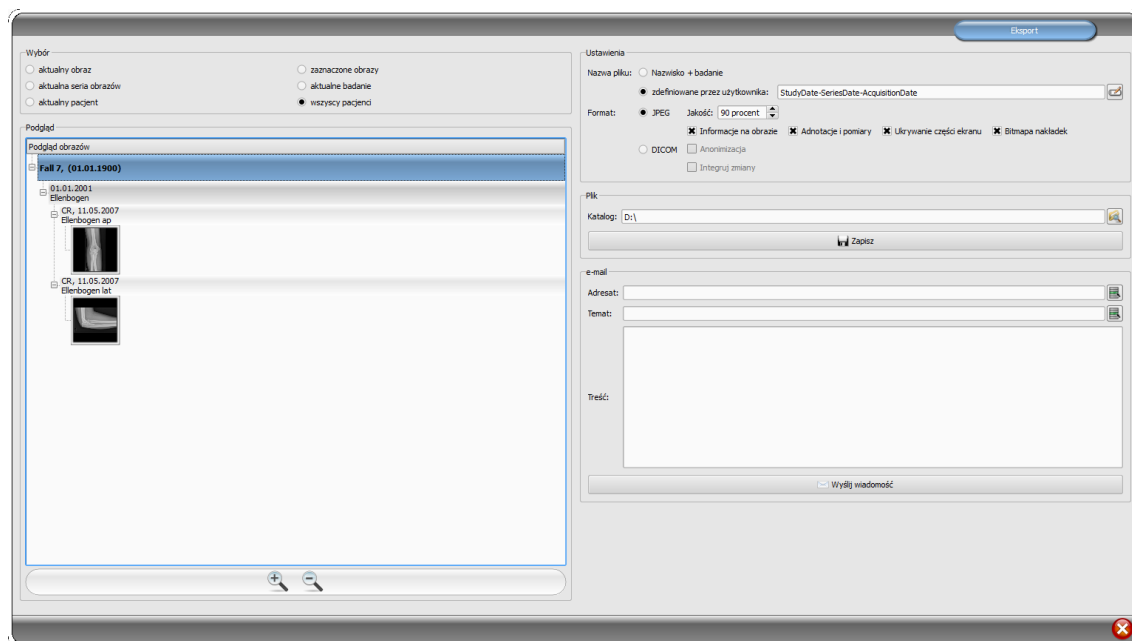 Eksport
Wybór
aktualny obraz
zaznaczone obrazy
aktualna seria obrazów
aktualne badanie
aktualny pacjent
wszyscy pacjenci
Podgląd
Podgląd obrazów
Fall 7, (01.01.1900)
01.01.2001
Ellenbogen
CR, 11.05.2007
Ellenbogen ap
CR, 11.05.2007
Ellenbogen lat
Ustawienia
Nazwa pliku: Nazwisko + badanie
zdefiniowane przez użytkownika: StudyDate-SeriesDate-AcquisitionDate
Format: JPEG Jakość: 90 procent
Informacje na obrazie Adnotacje i pomiary Ukrywanie części ekranu Bitmapa nakładek
DICOM Anonimizacja
Integruj zmiany
Plik
Katalog: D:\
Zapisz
e-mail
Adresat:
Temat:
Treść:
Wyślij wiadomość